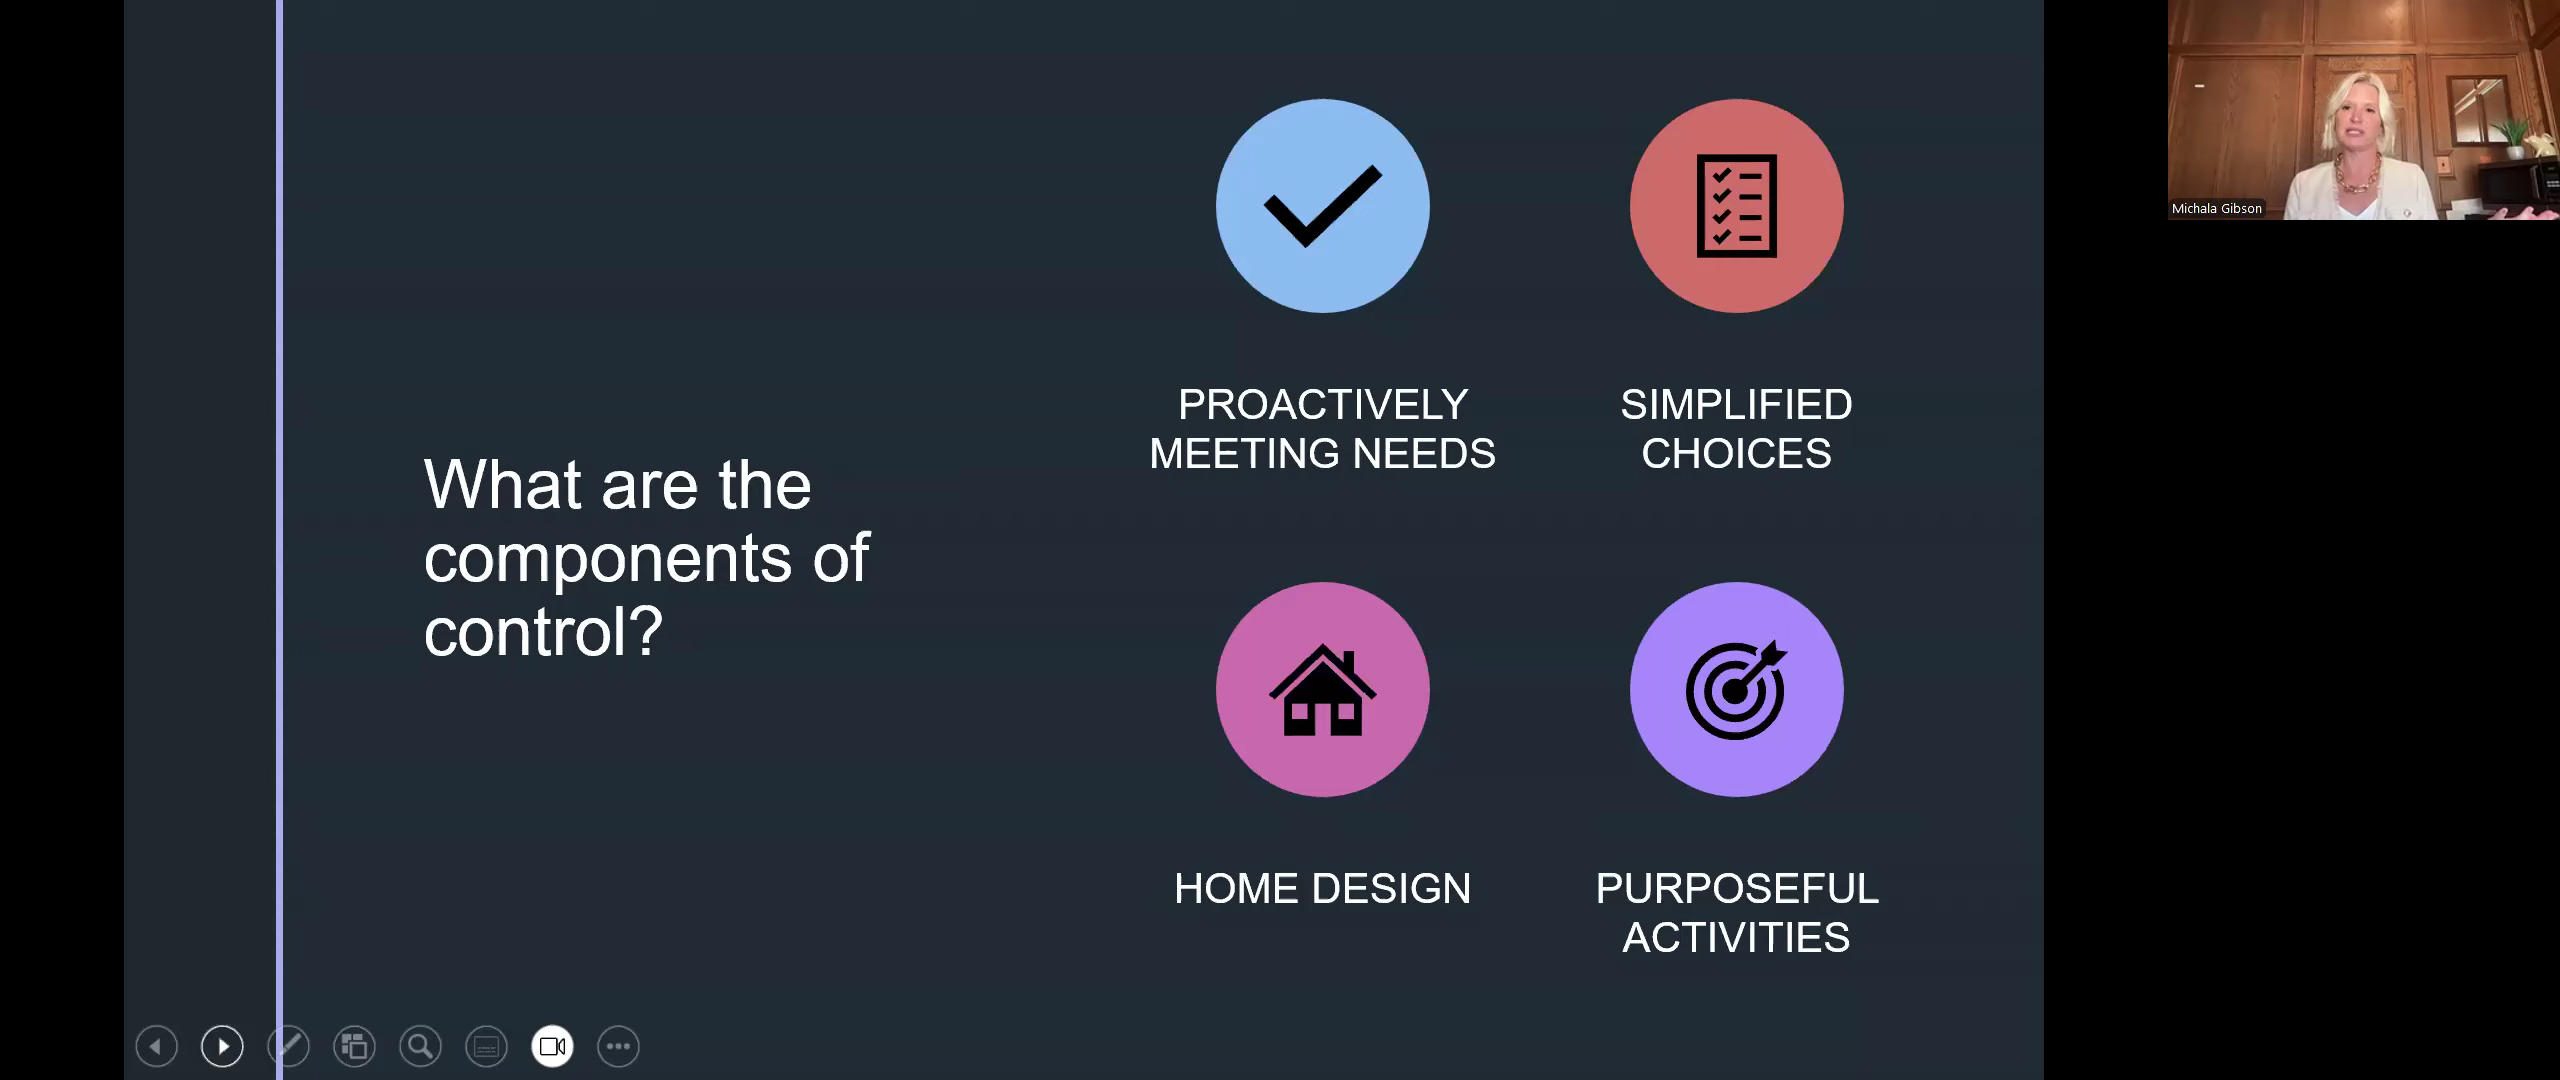 What are the
components of
control?
PROACTIVELY
MEETING NEEDS
SIMPLIFIED
CHOICES
HOME DESIGN
PURPOSEFUL
ACTIVITIES
Michala Gibson